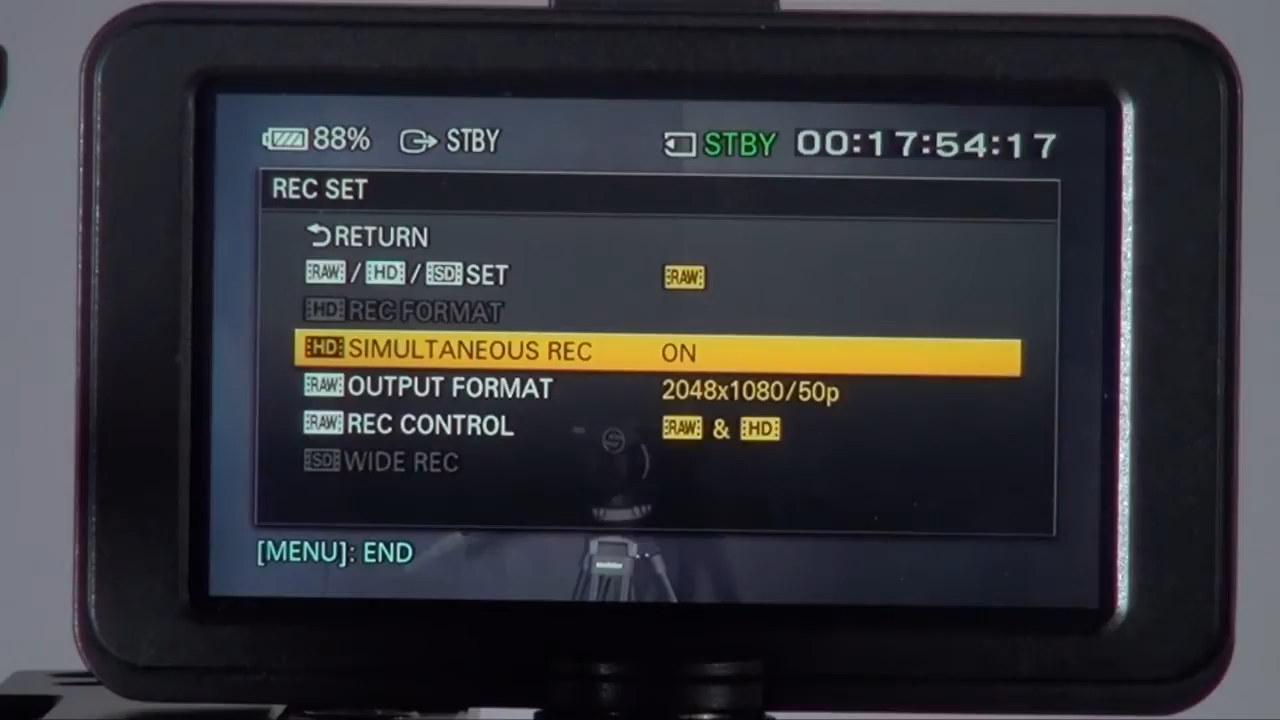 88% STBY STBY 00:17:54:17
REC SET
RETURN
RAW / HD / SD SET RAW
HD REC FORMAT
HD SIMULTANEOUS REC ON
RAW OUTPUT FORMAT 2048x1080/50p
RAW REC CONTROL RAW & HD
SD WIDE REC
[MENU]: END